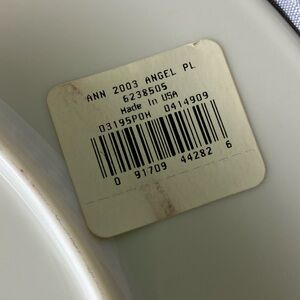 ANN 2003 ANGEL PL
6238505
Made In USA
03195POH 0414909
0 91709 44282 6